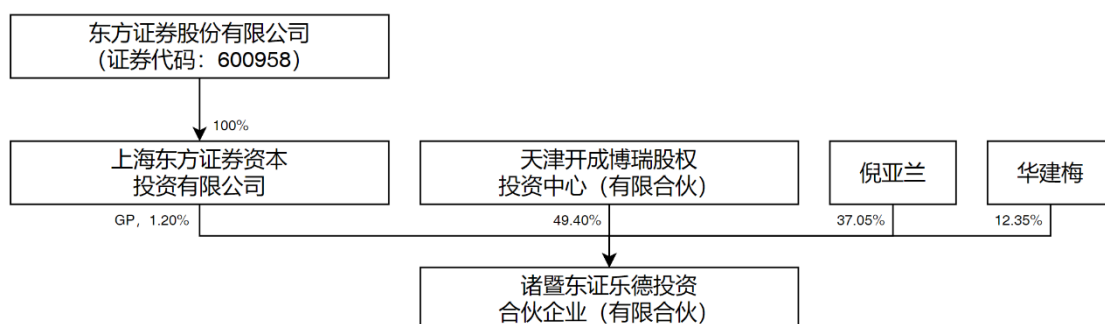 东方证券股份有限公司
（证券代码：600958）
100%
上海东方证券资本
投资有限公司
天津开成博瑞股权
投资中心（有限合伙）
倪亚兰
华建梅
GP，1.20%
49.40%
37.05%
12.35%
诸暨东证乐德投资
合伙企业（有限合伙）